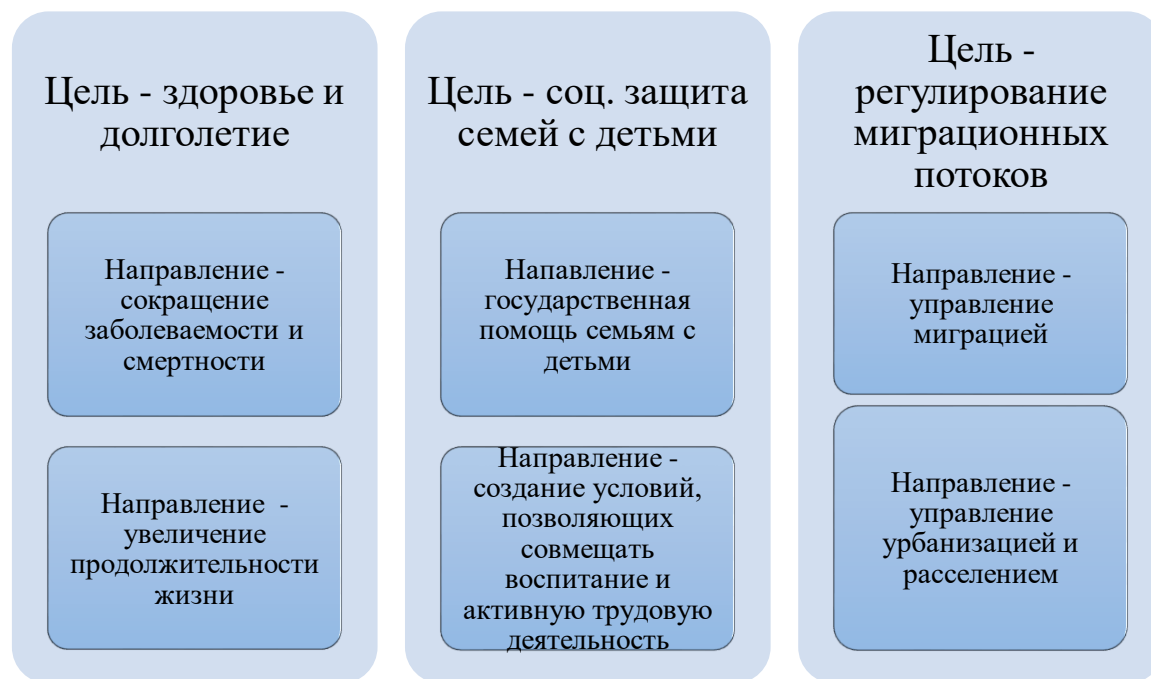 Цель - здоровье и
долголетие
Направление -
сокращение
заболеваемости и
смертности
Направление  -
увеличение
продолжительности
жизни
Цель - соц. защита
семей с детьми
Напавление -
государственная
помощь семьям с
детьми
Направление -
создание условий,
позволяющих
совмещать
воспитание и
активную трудовую
деятельность
Цель -
регулирование
миграционных
потоков
Направление -
управление
миграцией
Направление -
управление
урбанизацией и
расселением